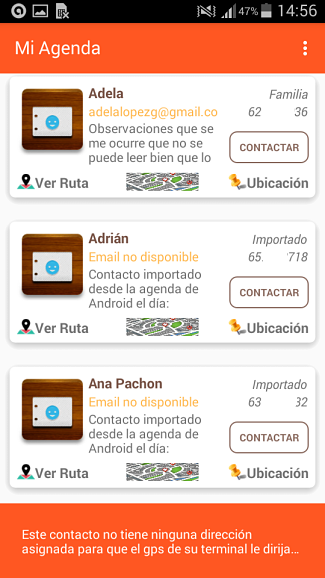 47% 14:56
Mi Agenda
Adela Familia
adelalopezg@gmail.co 62 36
Observaciones que se
me ocurre que no se
puede leer bien que lo
CONTACTAR
Ver Ruta Ubicación
Adrián Importado
Email no disponible 65. 718
Contacto importado
desde la agenda de
Android el día:
CONTACTAR
Ver Ruta Ubicación
Ana Pachon Importado
Email no disponible 63 32
Contacto importado
desde la agenda de
Android el día:
CONTACTAR
Ver Ruta Ubicación
Este contacto no tiene ninguna dirección
asignada para que el gps de su terminal le dirija...